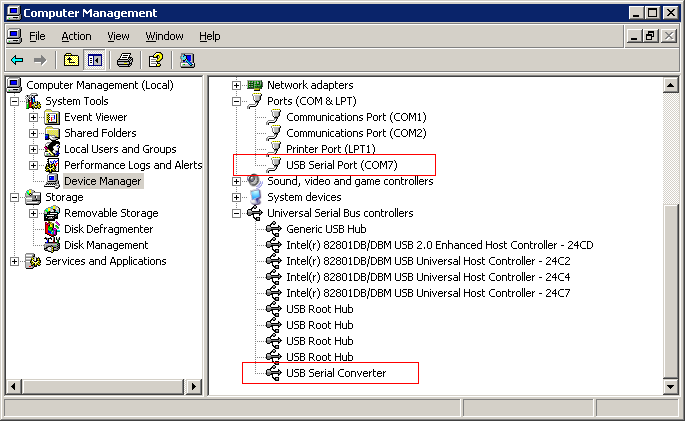 Computer Management
File Action View Window Help
Computer Management (Local)
System Tools
Event Viewer
Shared Folders
Local Users and Groups
Performance Logs and Alerts
Device Manager
Storage
Removable Storage
Disk Defragmenter
Disk Management
Services and Applications
Network adapters
Ports (COM & LPT)
Communications Port (COM1)
Communications Port (COM2)
Printer Port (LPT1)
USB Serial Port (COM7)
Sound, video and game controllers
System devices
Universal Serial Bus controllers
Generic USB Hub
Intel(r) 82801DB/DBM USB 2.0 Enhanced Host Controller - 24CD
Intel(r) 82801DB/DBM USB Universal Host Controller - 24C2
Intel(r) 82801DB/DBM USB Universal Host Controller - 24C4
Intel(r) 82801DB/DBM USB Universal Host Controller - 24C7
USB Root Hub
USB Root Hub
USB Root Hub
USB Root Hub
USB Serial Converter